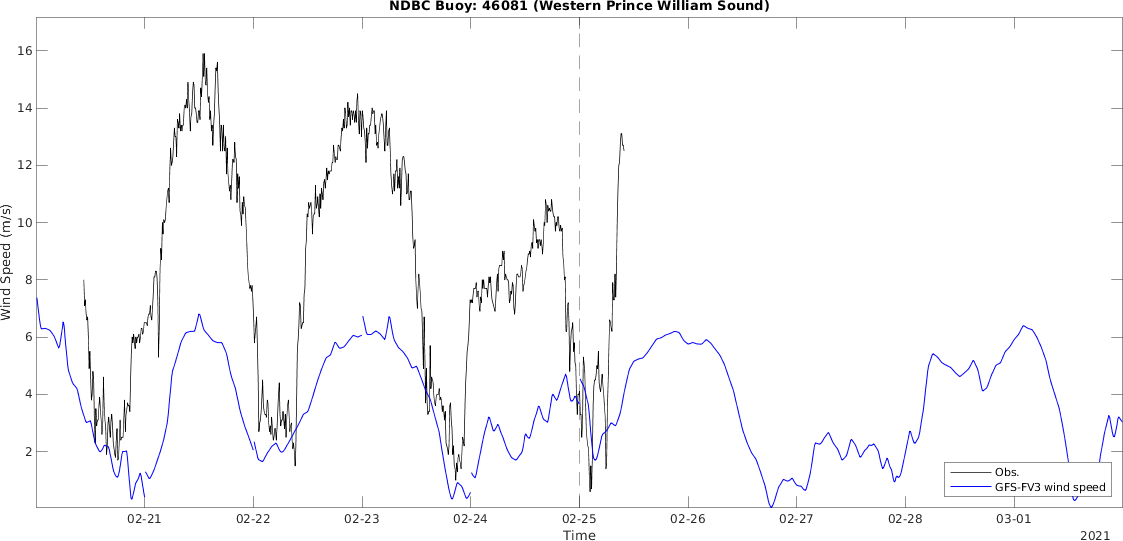 NDBC Buoy: 46081 (Western Prince William Sound)
16
14
12
10
8
6
4
2
Wind Speed (m/s)
Obs.
GFS-FV3 wind speed
02-21 02-22 02-23 02-24 02-25 02-26 02-27 02-28 03-01
Time
2021